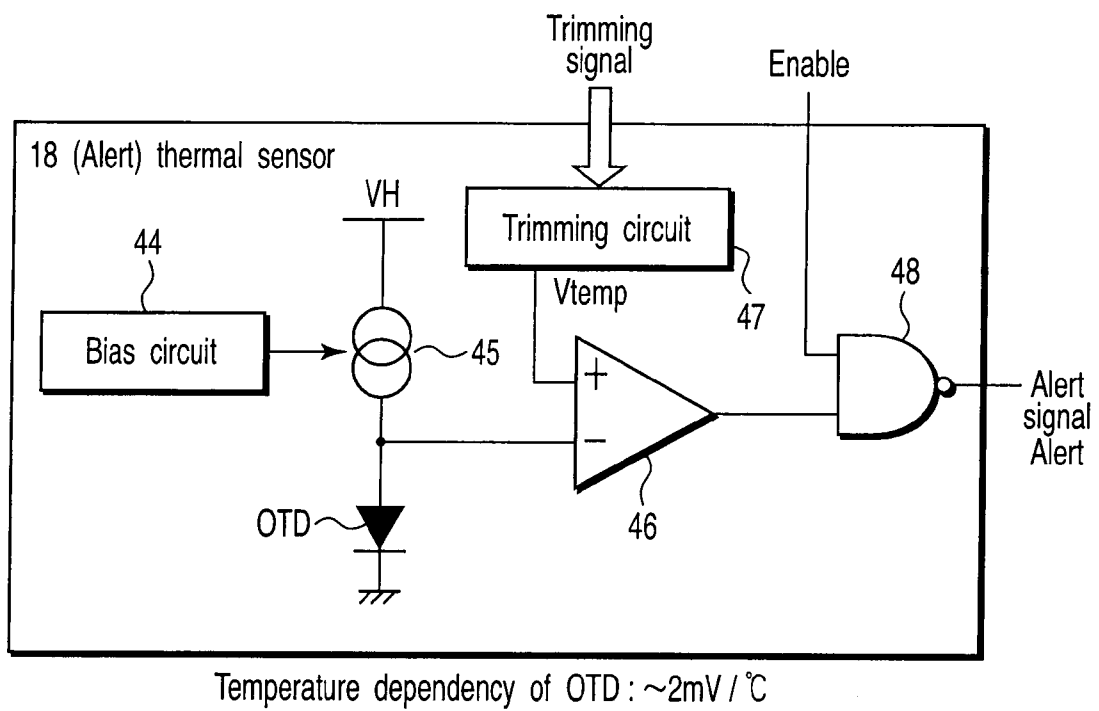 Trimming
signal
Enable
18 (Alert) thermal sensor
VH
Trimming circuit
44
48
Vtemp
47
Bias circuit
45
+
Alert
signal
Alert
−
OTD
46
Temperature dependency of OTD : ~2mV / ℃